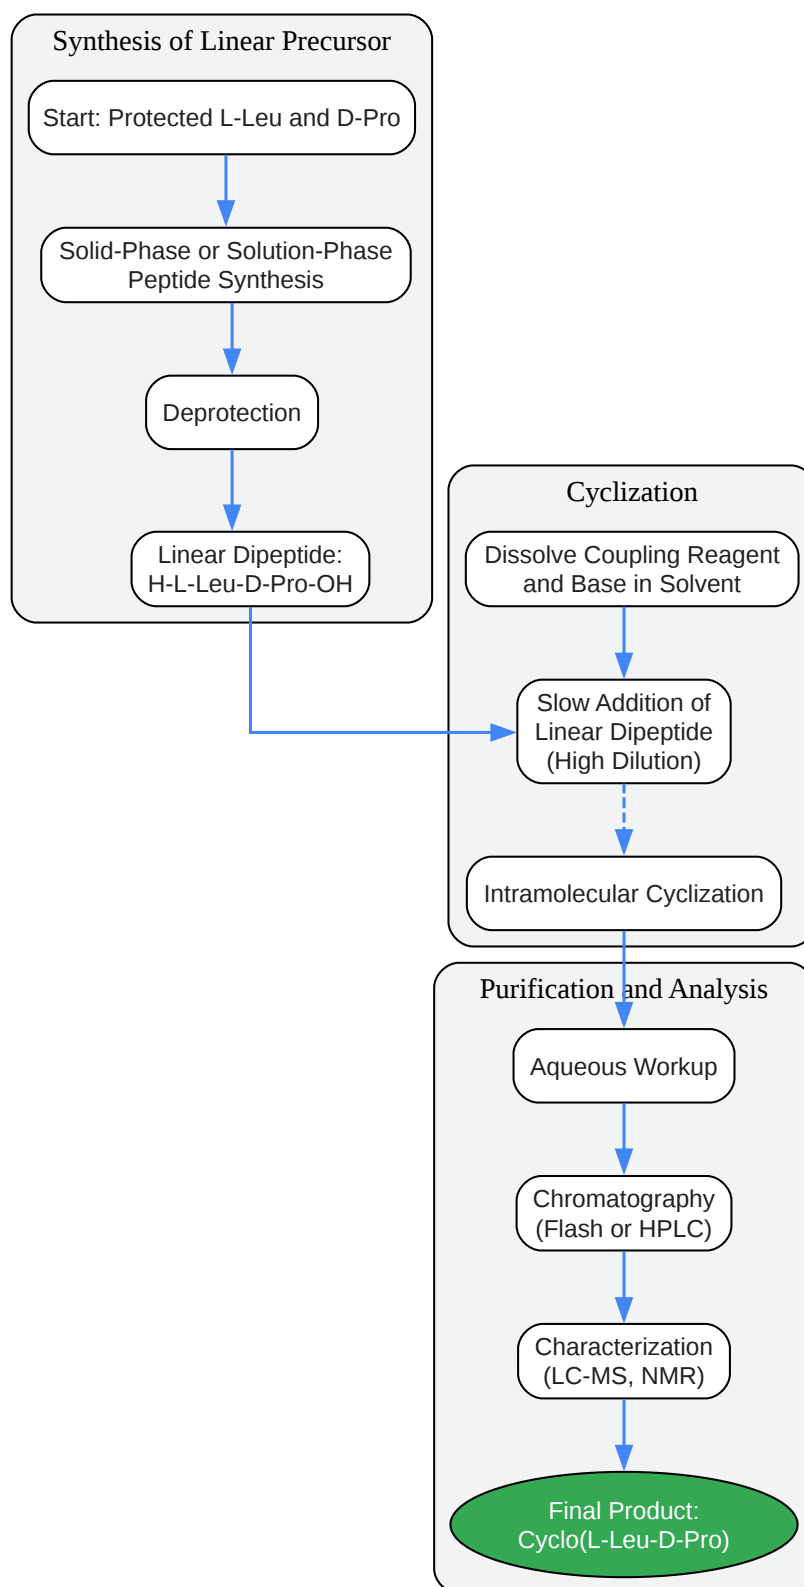 Synthesis of Linear Precursor
Start: Protected L-Leu and D-Pro
Solid-Phase or Solution-Phase
Peptide Synthesis
Deprotection
Linear Dipeptide:
H-L-Leu-D-Pro-OH
Cyclization
Dissolve Coupling Reagent
and Base in Solvent
Slow Addition of
Linear Dipeptide
(High Dilution)
Intramolecular Cyclization
Purification and Analysis
Aqueous Workup
Chromatography
(Flash or HPLC)
Characterization
(LC-MS, NMR)
Final Product:
Cyclo(L-Leu-D-Pro)